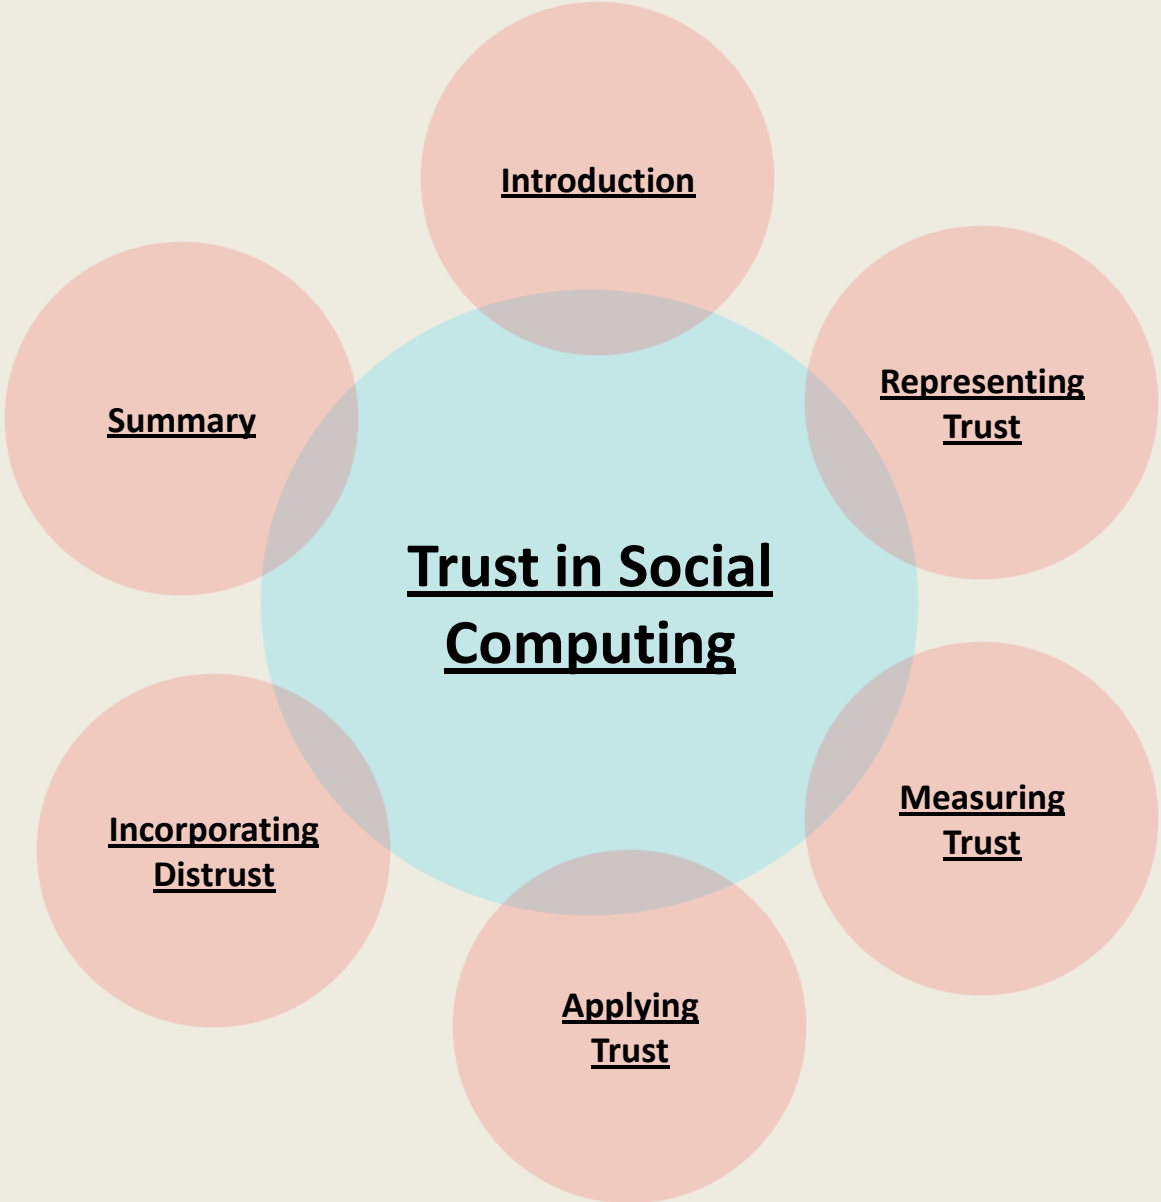 Introduction
Representing
Trust
Summary
Trust in Social
Computing
Measuring
Trust
Incorporating
Distrust
Applying
Trust